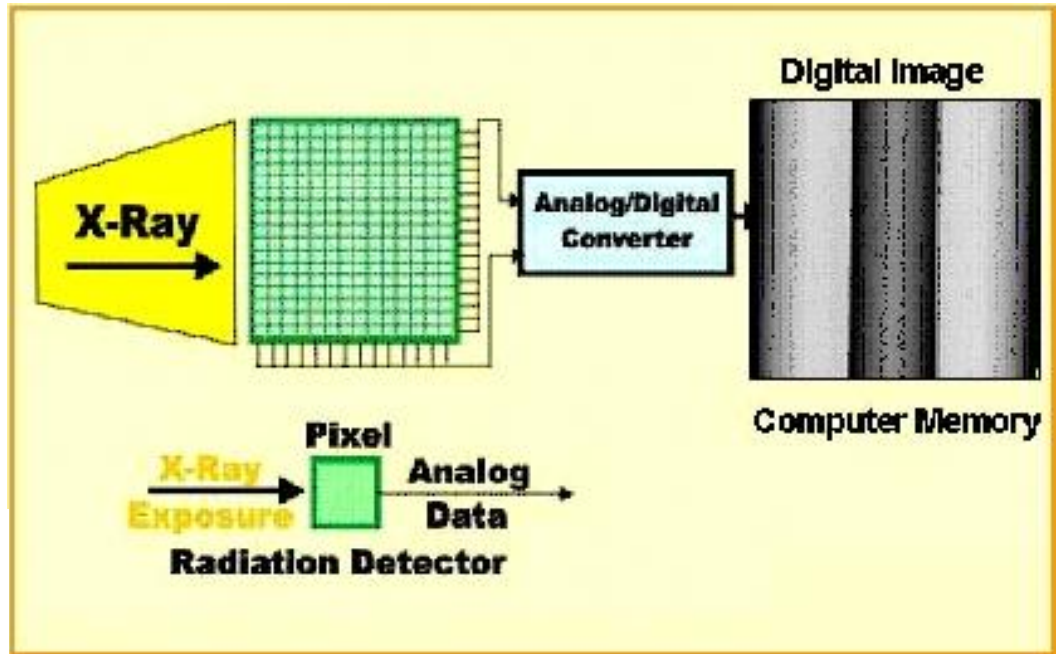 Digital Image
X-Ray
Analog/Digital
Converter
Computer Memory
Pixel
X-Ray
Exposure
Analog
Data
Radiation Detector